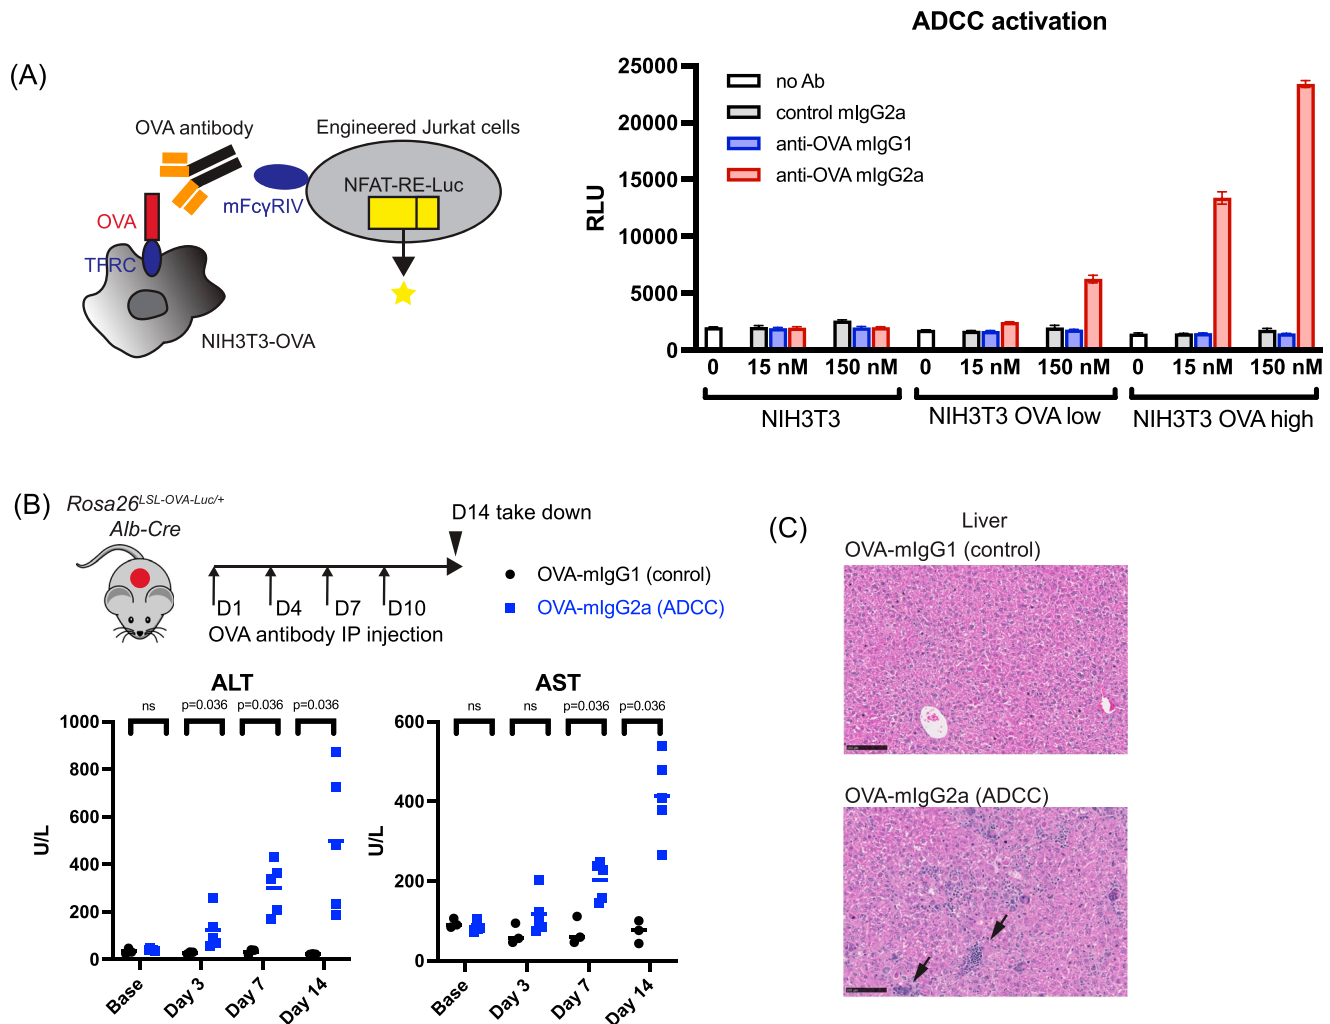 (A)
OVA antibody
Engineered Jurkat cells
NFAT-RE-Luc
mFcγRIV
OVA
TFRC
NIH3T3-OVA
ADCC activation
RLU
25000
20000
15000
10000
5000
0
no Ab
control mIgG2a
anti-OVA mIgG1
anti-OVA mIgG2a
0 15 nM 150 nM 0 15 nM 150 nM 0 15 nM 150 nM
NIH3T3 NIH3T3 OVA low NIH3T3 OVA high
(B)
Rosa26LSL-OVA-Luc/+
Alb-Cre
D14 take down
D1 D4 D7 D10
OVA antibody IP injection
OVA-mIgG1 (conrol)
OVA-mIgG2a (ADCC)
ALT
ns p=0.036 p=0.036 p=0.036
U/L
1000
800
600
400
200
0
Base Day 3 Day 7 Day 14
AST
ns ns p=0.036 p=0.036
U/L
600
400
200
0
Base Day 3 Day 7 Day 14
(C)
Liver
OVA-mIgG1 (control)
OVA-mIgG2a (ADCC)